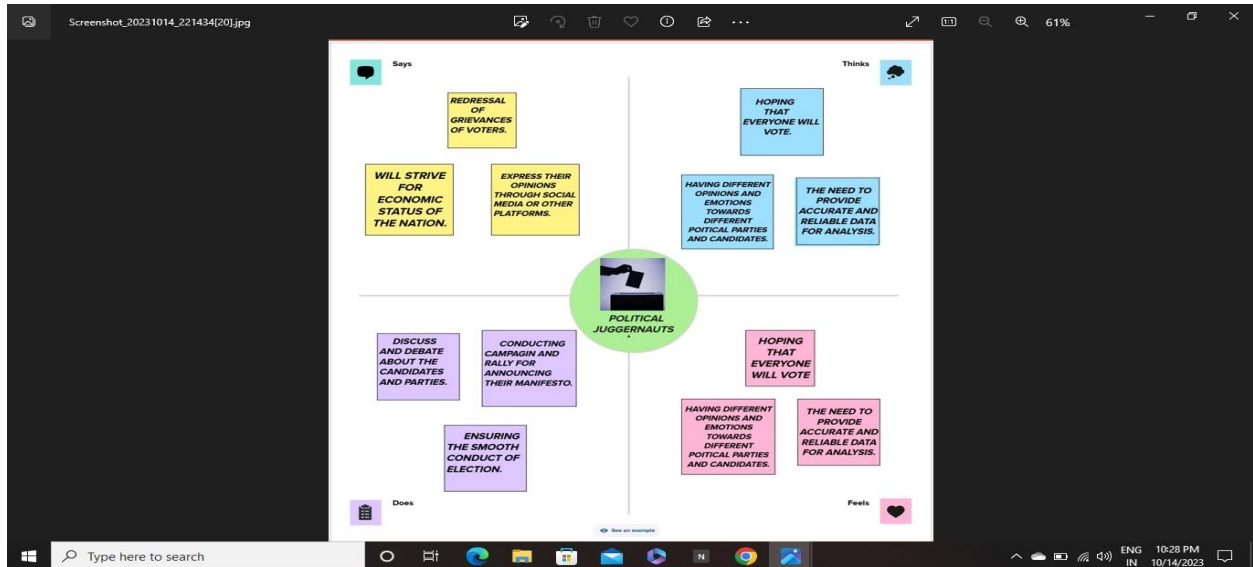 Screenshot_20231014_221434[20].jpg
61%
Says
Thinks
REDRESSAL
OF
GRIEVANCES
OF VOTERS.
WILL STRIVE
FOR
ECONOMIC
STATUS OF
THE NATION.
EXPRESS THEIR
OPINIONS
THROUGH SOCIAL
MEDIA OR OTHER
PLATFORMS.
HOPING
THAT
EVERYONE WILL
VOTE.
HAVING DIFFERENT
OPINIONS AND
EMOTIONS
TOWARDS
DIFFERENT
POITICAL PARTIES
AND CANDIDATES.
THE NEED TO
PROVIDE
ACCURATE AND
RELIABLE DATA
FOR ANALYSIS.
POLITICAL
JUGGERNAUTS
DISCUSS
AND DEBATE
ABOUT THE
CANDIDATES
AND PARTIES.
CONDUCTING
CAMPAGIN AND
RALLY FOR
ANNOUNCING
THEIR MANIFESTO.
ENSURING
THE SMOOTH
CONDUCT OF
ELECTION.
HOPING
THAT
EVERYONE
WILL VOTE
HAVING DIFFERENT
OPINIONS AND
EMOTIONS
TOWARDS
DIFFERENT
POITICAL PARTIES
AND CANDIDATES.
THE NEED TO
PROVIDE
ACCURATE AND
RELIABLE DATA
FOR ANALYSIS.
Does
Feels
See an example
Type here to search
N
ENG
IN
10:28 PM
10/14/2023